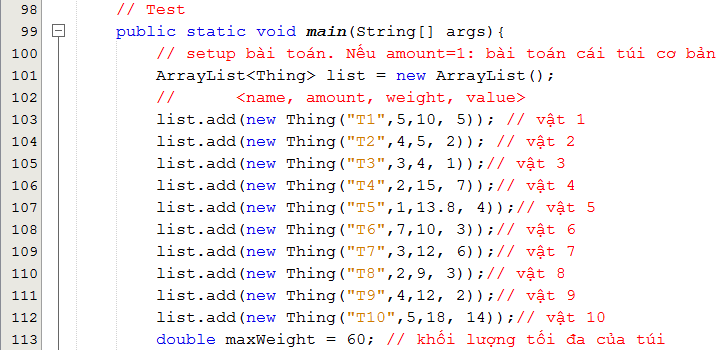 98 // Test
99 public static void main(String[] args){
100 // setup bài toán. Nếu amount=1: bài toán cái túi cơ bản
101 ArrayList<Thing> list = new ArrayList();
102 // <name, amount, weight, value>
103 list.add(new Thing("T1",5,10, 5)); // vật 1
104 list.add(new Thing("T2",4,5, 2)); // vật 2
105 list.add(new Thing("T3",3,4, 1));// vật 3
106 list.add(new Thing("T4",2,15, 7));// vật 4
107 list.add(new Thing("T5",1,13.8, 4));// vật 5
108 list.add(new Thing("T6",7,10, 3));// vật 6
109 list.add(new Thing("T7",3,12, 6));// vật 7
110 list.add(new Thing("T8",2,9, 3));// vật 8
111 list.add(new Thing("T9",4,12, 2));// vật 9
112 list.add(new Thing("T10",5,18, 14));// vật 10
113 double maxWeight = 60; // khối lượng tối đa của túi